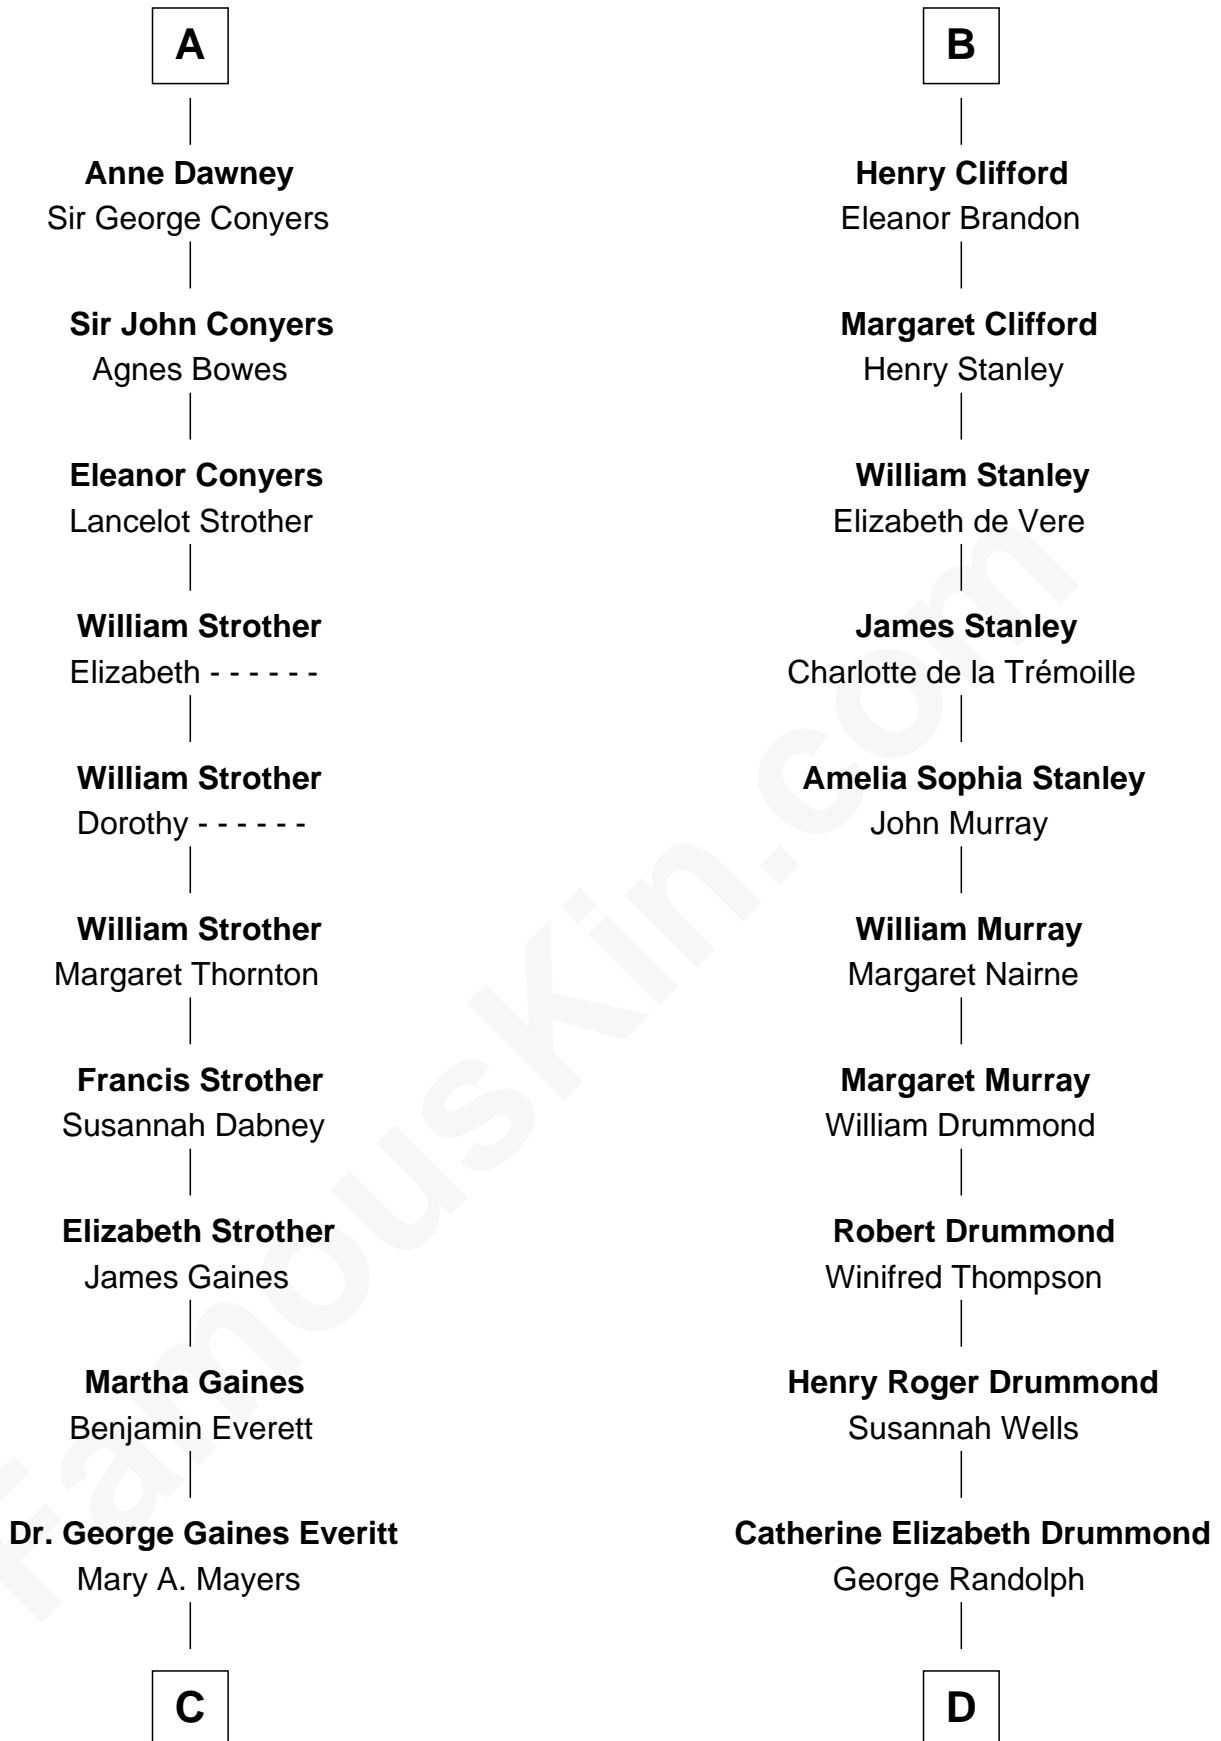 A
Anne Dawney
Sir George Conyers
Sir John Conyers
Agnes Bowes
Eleanor Conyers
Lancelot Strother
William Strother
Elizabeth - - - - - -
William Strother
Dorothy - - - - - -
William Strother
Margaret Thornton
Francis Strother
Susannah Dabney
Elizabeth Strother
James Gaines
Martha Gaines
Benjamin Everett
Dr. George Gaines Everitt
Mary A. Mayers
C
B
Henry Clifford
Eleanor Brandon
Margaret Clifford
Henry Stanley
William Stanley
Elizabeth de Vere
James Stanley
Charlotte de la Trémoille
Amelia Sophia Stanley
John Murray
William Murray
Margaret Nairne
Margaret Murray
William Drummond
Robert Drummond
Winifred Thompson
Henry Roger Drummond
Susannah Wells
Catherine Elizabeth Drummond
George Randolph
D
FamousKin.com